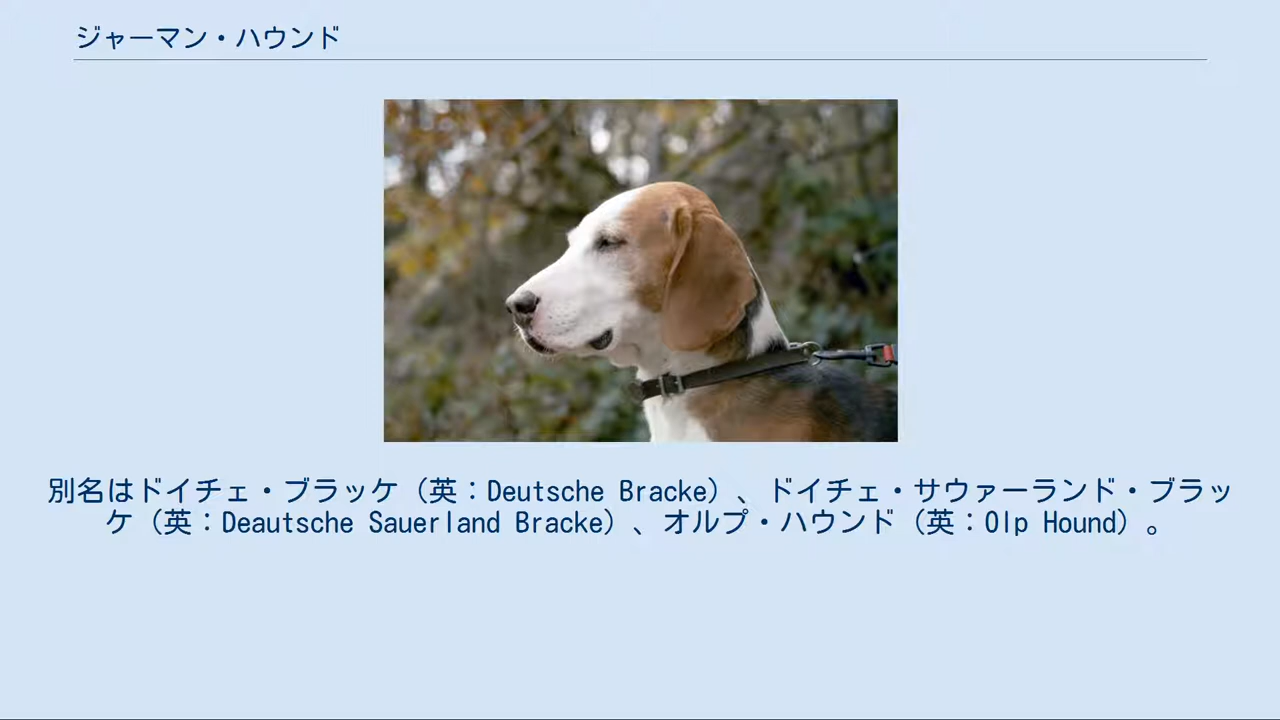 ジャーマン・ハウンド
別名はドイチェ・ブラッケ（英：Deutsche Bracke）、ドイチェ・サウァーランド・ブラッ
ケ（英：Deautsche Sauerland Bracke）、オルプ・ハウンド（英：Olp Hound）。